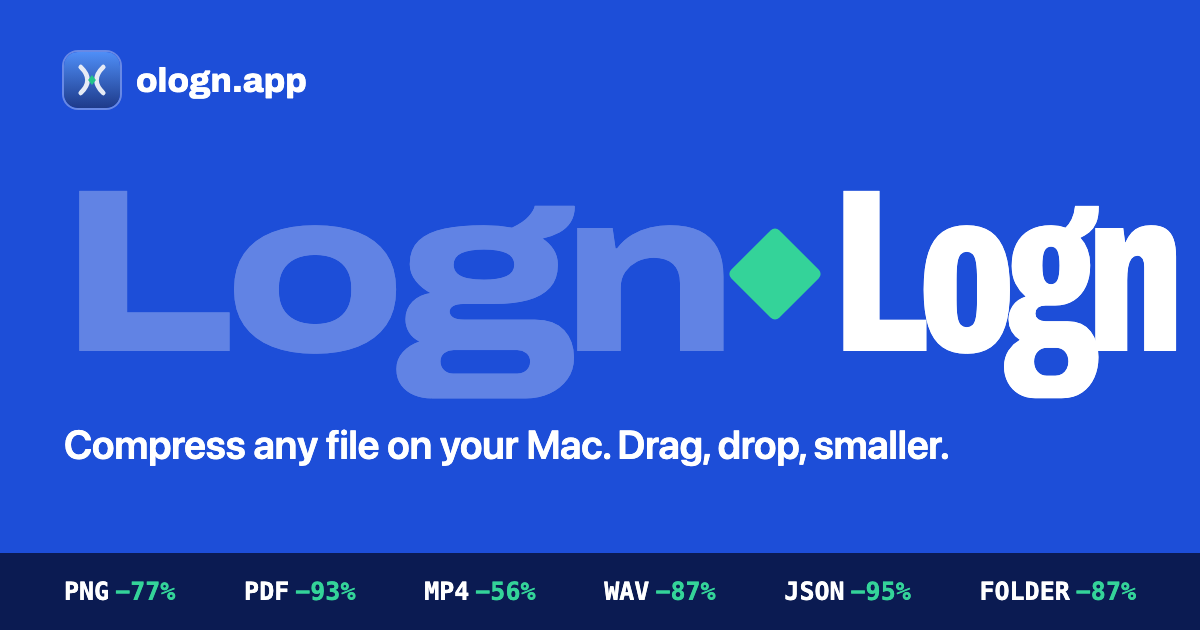 ologn.app
Logn Logn
Compress any file on your Mac. Drag, drop, smaller.
PNG –77% PDF –93% MP4 –56% WAV –87% JSON –95% FOLDER –87%